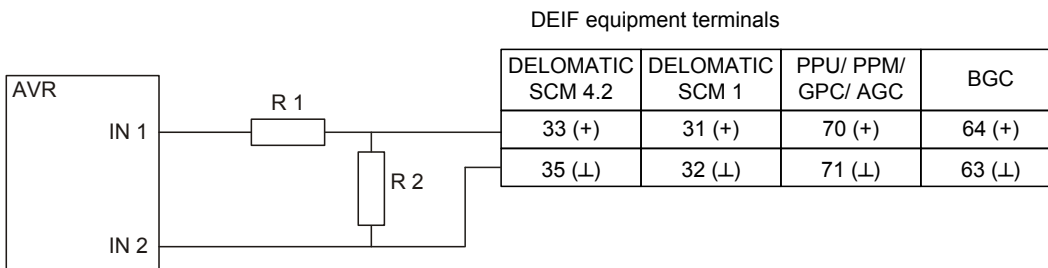 DEIF equipment terminals
DELOMATIC SCM 4.2
DELOMATIC SCM 1
PPU/ PPM/ GPC/ AGC
BGC
33 (+)
31 (+)
70 (+)
64 (+)
35 (⊥)
32 (⊥)
71 (⊥)
63 (⊥)
AVR
IN 1
R 1
R 2
IN 2